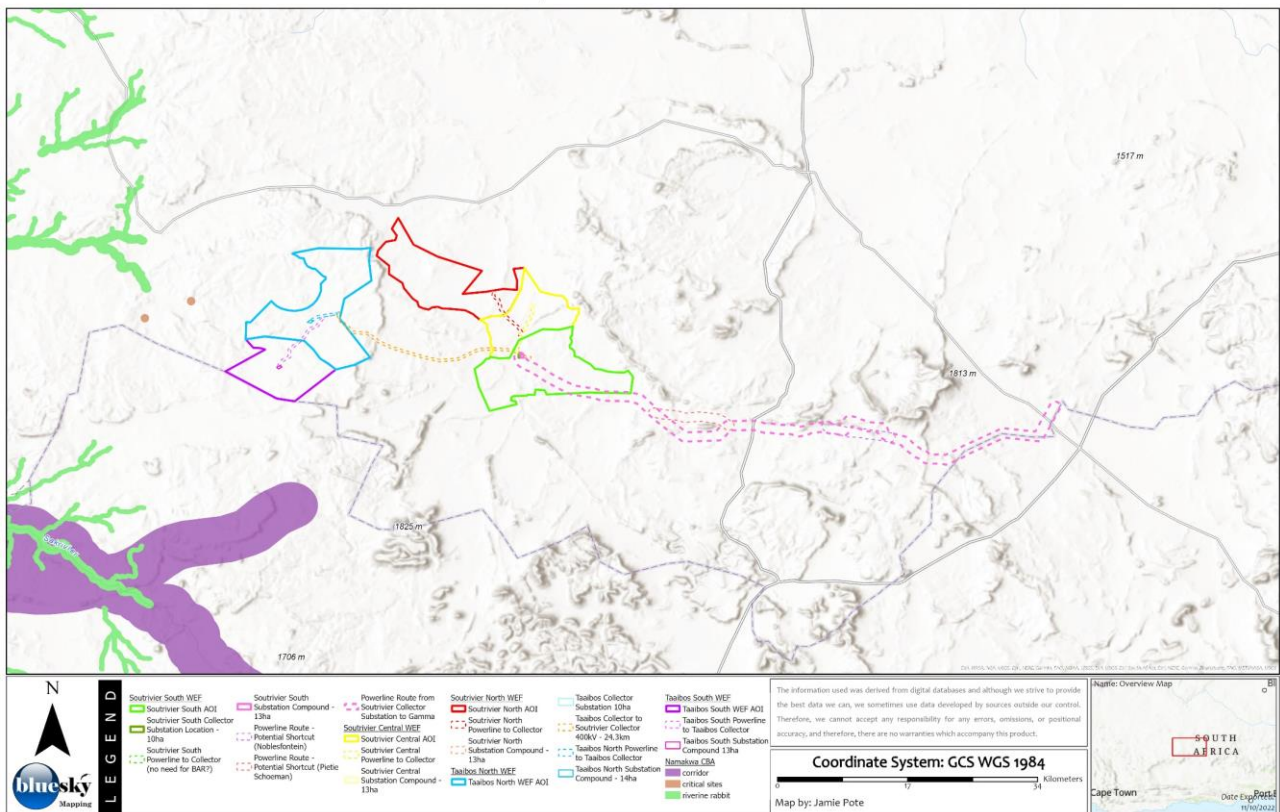 1517 m
1813 m
1825 m
1706 m
Sakrivier
N
bluesky
Mapping
LEGEND
Soutrivier South WEF
Soutrivier South AOI
Soutrivier South Collector
Substation Location -
10ha
Soutrivier South
Powerline to Collector
(no need for BAR?)
Soutrivier South
Substation Compound -
13ha
Powerline Route -
Potential Shortcut
(Noblesfontein)
Powerline Route -
Potential Shortcut (Pietie
Schoeman)
Powerline Route from
Soutrivier Collector
Substation to Gamma
Soutrivier Central WEF
Soutrivier Central AOI
Soutrivier Central
Powerline to Collector
Soutrivier Central
Substation Compound -
13ha
Soutrivier North WEF
Soutrivier North AOI
Soutrivier North
Powerline to Collector
Soutrivier North
Substation Compound -
13ha
Taaibos North WEF
Taaibos North WEF AOI
Taaibos Collector
Substation 10ha
Taaibos Collector to
Soutrivier Collector
400kV - 24.3km
Taaibos North Powerline
to Taaibos Collector
Taaibos North Substation
Compound - 14ha
Taaibos South WEF
Taaibos South WEF AOI
Taaibos South Powerline
to Taaibos Collector
Taaibos South Substation
Compound 13ha
Namakwa CBA
corridor
critical sites
riverine rabbit
The information used was derived from digital databases and although we strive to provide
the best data we can, we sometimes use data developed by sources outside our control.
Therefore, we cannot accept any responsibility for any errors, omissions, or positional
accuracy, and therefore, there are no warranties which accompany this product.
Coordinate System: GCS WGS 1984
0 17 34 Kilometers
Map by: Jamie Pote
Name: Overview Map
SOUTH
AFRICA
Cape Town
Port E
Date Exported:
11/10/2022